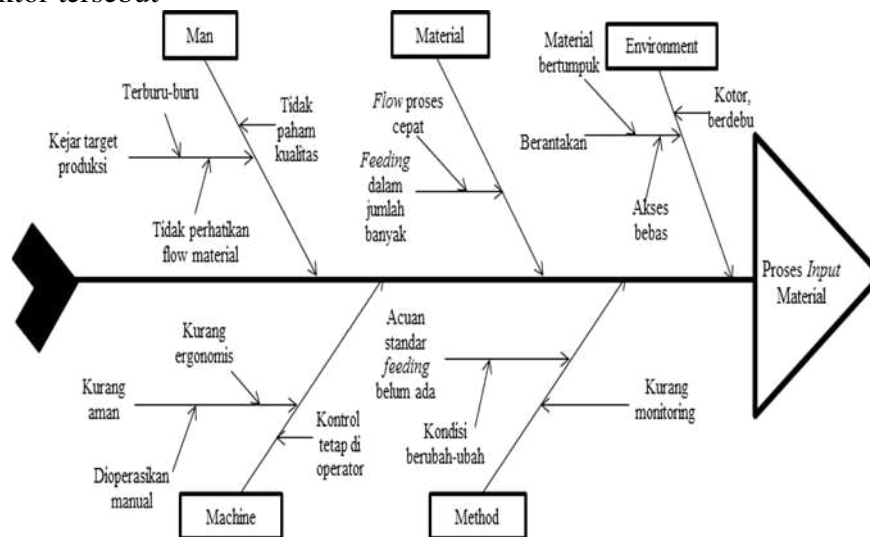 tersebut
Man
Material
Environment
Terburu-buru
Tidak
paham
kualitas
Kejar target
produksi
Tidak perhatikan
flow material
Flow proses
cepat
Feeding
dalam
jumlah
banyak
Material
bertumpuk
Kotor,
berdebu
Berantakan
Akses
bebas
Proses Input
Material
Kurang
ergonomis
Kurang
aman
Dioperasikan
manual
Kontrol
tetap di
operator
Machine
Acuan
standar
feeding
belum ada
Kondisi
berubah-ubah
Kurang
monitoring
Method